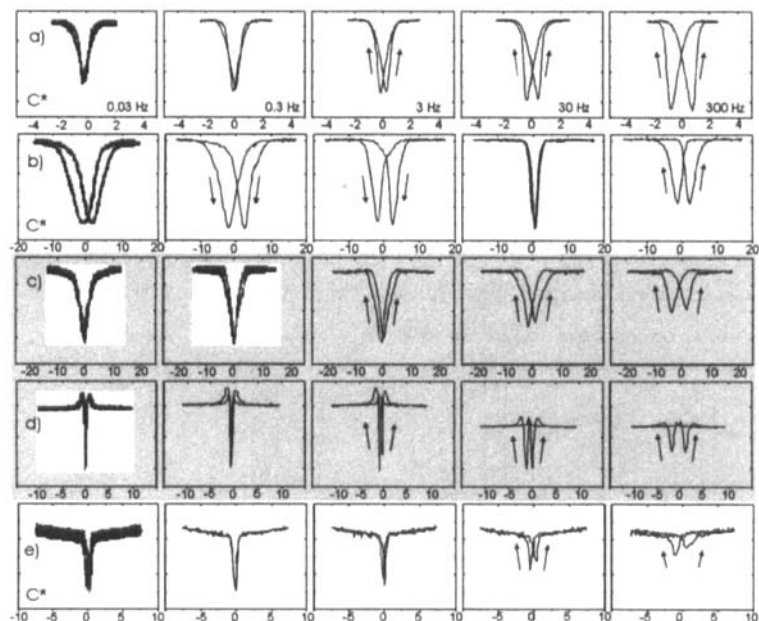 a)
C*
0.03 Hz 0.3 Hz 3 Hz 30 Hz 300 Hz
-4 -2 0 2 4 -4 -2 0 2 4 -4 -2 0 2 4 -4 -2 0 2 4 -4 -2 0 2 4
b)
C*
20 -10 0 10 20 -10 0 10 20 -10 0 10 20 -10 0 10 20 -10 0 10 20
c)
-20 -10 0 10 20 -10 0 10 20 -10 0 10 20 -10 0 10 20 -10 0 10 20
d)
-10 -5 0 5 10 -10 -5 0 5 10 -10 -5 0 5 10 -10 -5 0 5 10 -10 -5 0 5 10
e)
C*
-5 0 5 10 -5 0 5 10 -5 0 5 10 -5 0 5 10 -5 0 5 10